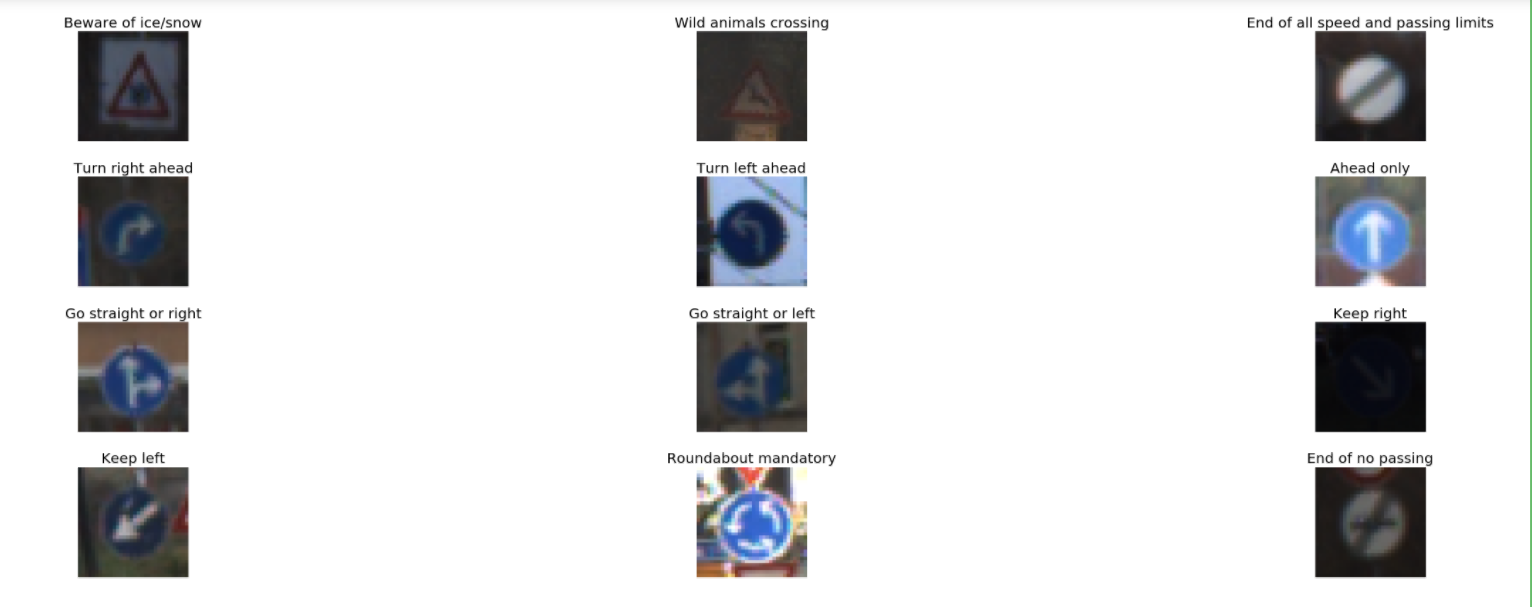 Beware of ice/snow
Wild animals crossing
End of all speed and passing limits
Turn right ahead
Turn left ahead
Ahead only
Go straight or right
Go straight or left
Keep right
Keep left
Roundabout mandatory
End of no passing